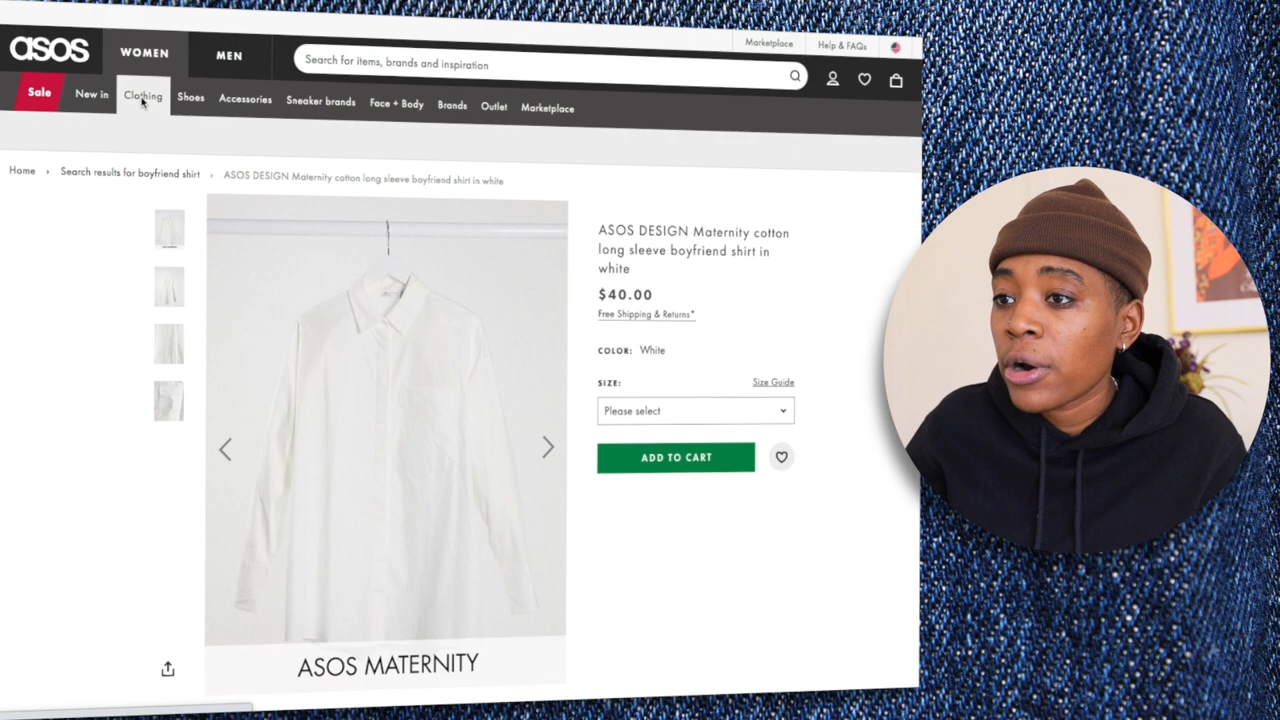 Marketplace
Help & FAQs
asos
WOMEN
MEN
Search for items, brands and inspiration
Sale
New in
Clothing
Shoes
Accessories
Sneaker brands
Face + Body
Brands
Outlet
Marketplace
Home › Search results for boyfriend shirt › ASOS DESIGN Maternity cotton long sleeve boyfriend shirt in white
ASOS DESIGN Maternity cotton
long sleeve boyfriend shirt in
white
$40.00
Free Shipping & Returns*
COLOR: White
SIZE:
Size Guide
Please select
ADD TO CART
ASOS MATERNITY